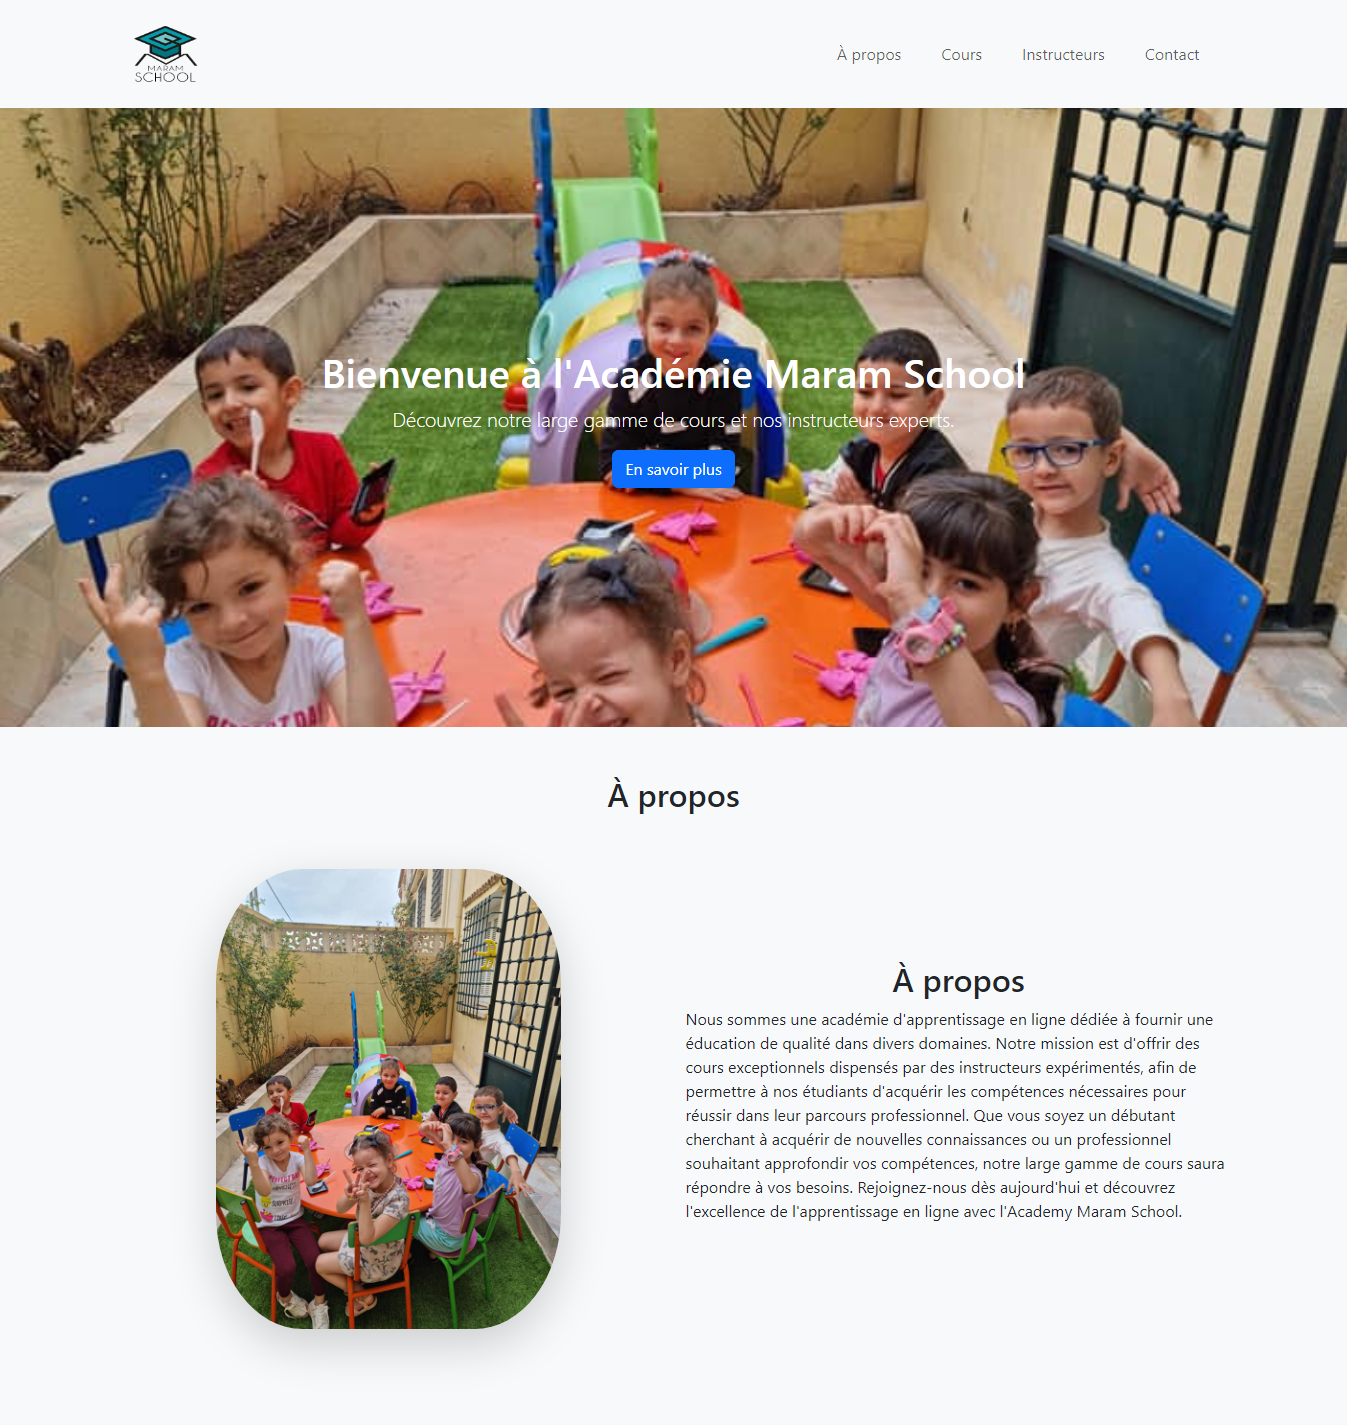 MARAM
SCHOOL
À propos
Cours
Instructeurs
Contact
Bienvenue à l'Académie Maram School
Découvrez notre large gamme de cours et nos instructeurs experts.
En savoir plus
À propos
À propos
Nous sommes une académie d'apprentissage en ligne dédiée à fournir une
éducation de qualité dans divers domaines. Notre mission est d'offrir des
cours exceptionnels dispensés par des instructeurs expérimentés, afin de
permettre à nos étudiants d'acquérir les compétences nécessaires pour
réussir dans leur parcours professionnel. Que vous soyez un débutant
cherchant à acquérir de nouvelles connaissances ou un professionnel
souhaitant approfondir vos compétences, notre large gamme de cours saura
répondre à vos besoins. Rejoignez-nous dès aujourd'hui et découvrez
l'excellence de l'apprentissage en ligne avec l'Academy Maram School.